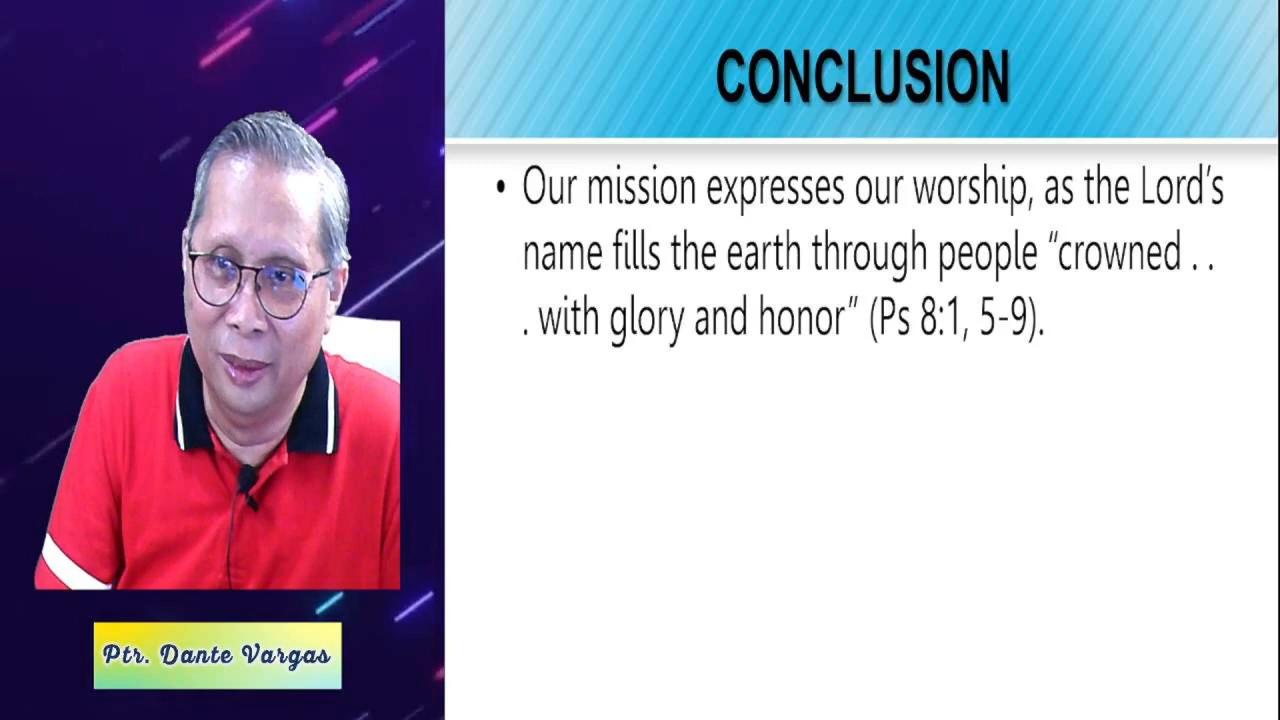 CONCLUSION
• Our mission expresses our worship, as the Lord’s
name fills the earth through people “crowned . .
. with glory and honor” (Ps 8:1, 5-9).
Ptr. Dante Vargas